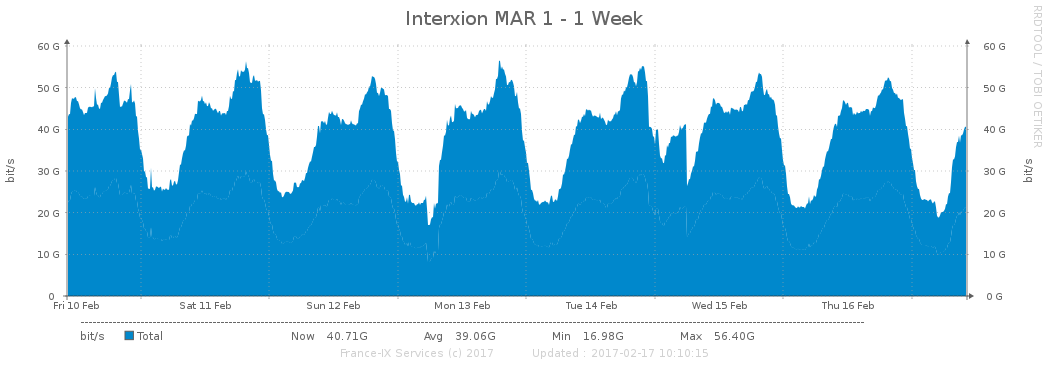 Interxion MAR 1 - 1 Week
RRDTOOL / TOBI OETIKER
bit/s
bit/s
60 G 60 G
50 G 50 G
40 G 40 G
30 G 30 G
20 G 20 G
10 G 10 G
0 0 G
Fri 10 Feb Sat 11 Feb Sun 12 Feb Mon 13 Feb Tue 14 Feb Wed 15 Feb Thu 16 Feb
bit/s Total Now 40.71G Avg 39.06G Min 16.98G Max 56.40G
France-IX Services (c) 2017 Updated : 2017-02-17 10:10:15